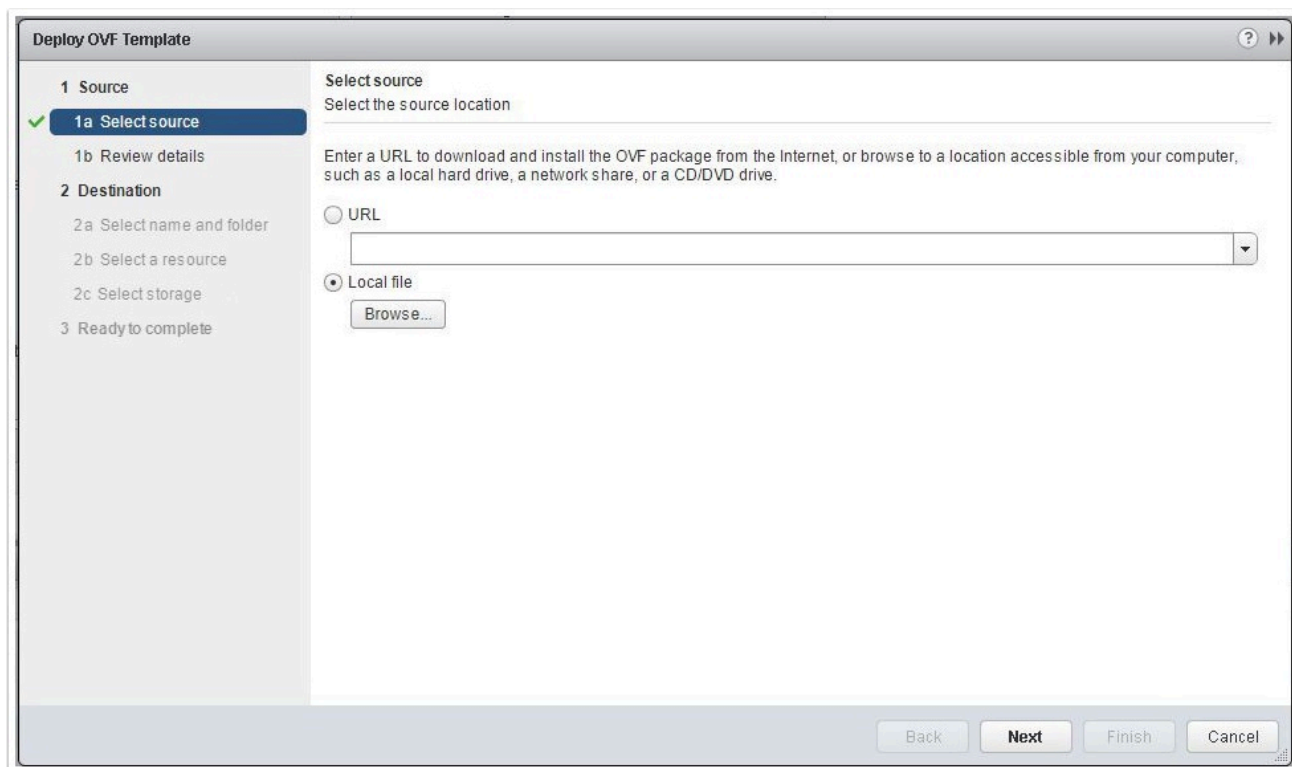 Deploy OVF Template
1 Source
1a Select source
1b Review details
2 Destination
2a Select name and folder
2b Select a resource
2c Select storage
3 Ready to complete
Select source
Select the source location
Enter a URL to download and install the OVF package from the Internet, or browse to a location accessible from your computer,
such as a local hard drive, a network share, or a CD/DVD drive.
URL
Local file
Browse...
Back
Next
Finish
Cancel